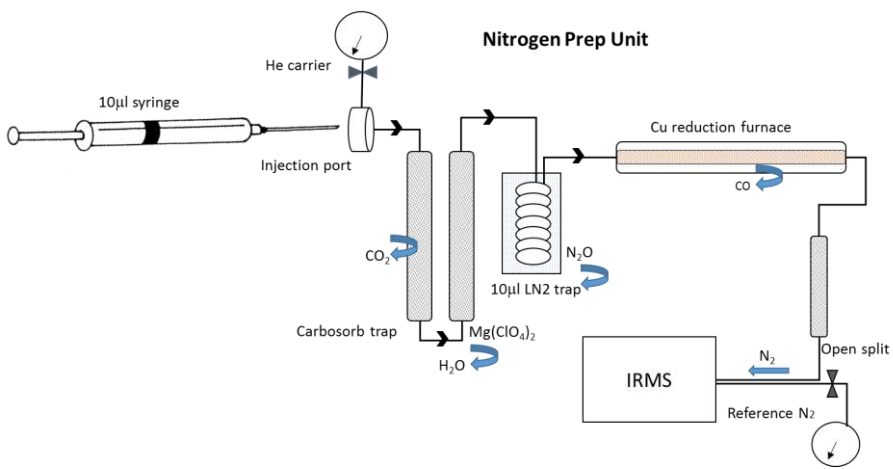 Nitrogen Prep Unit
He carrier
10µl syringe
Injection port
Cu reduction furnace
CO
CO₂
N₂O
10µl LN2 trap
Carbosorb trap
Mg(ClO₄)₂
H₂O
Open split
N₂
IRMS
Reference N₂